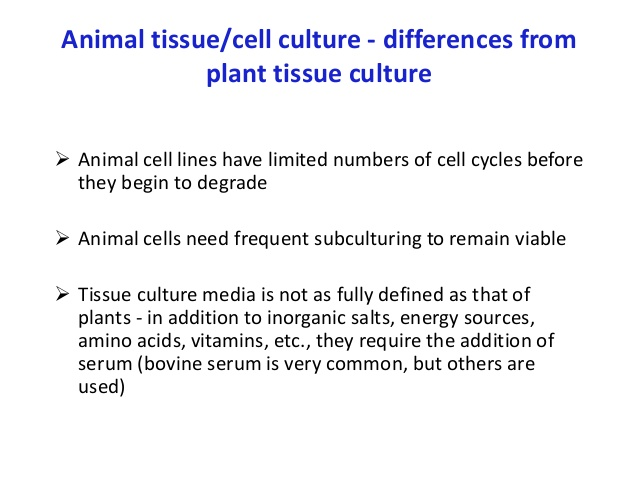 Animal tissue/cell culture - differences from
plant tissue culture
➢ Animal cell lines have limited numbers of cell cycles before
they begin to degrade
➢ Animal cells need frequent subculturing to remain viable
➢ Tissue culture media is not as fully defined as that of
plants - in addition to inorganic salts, energy sources,
amino acids, vitamins, etc., they require the addition of
serum (bovine serum is very common, but others are
used)